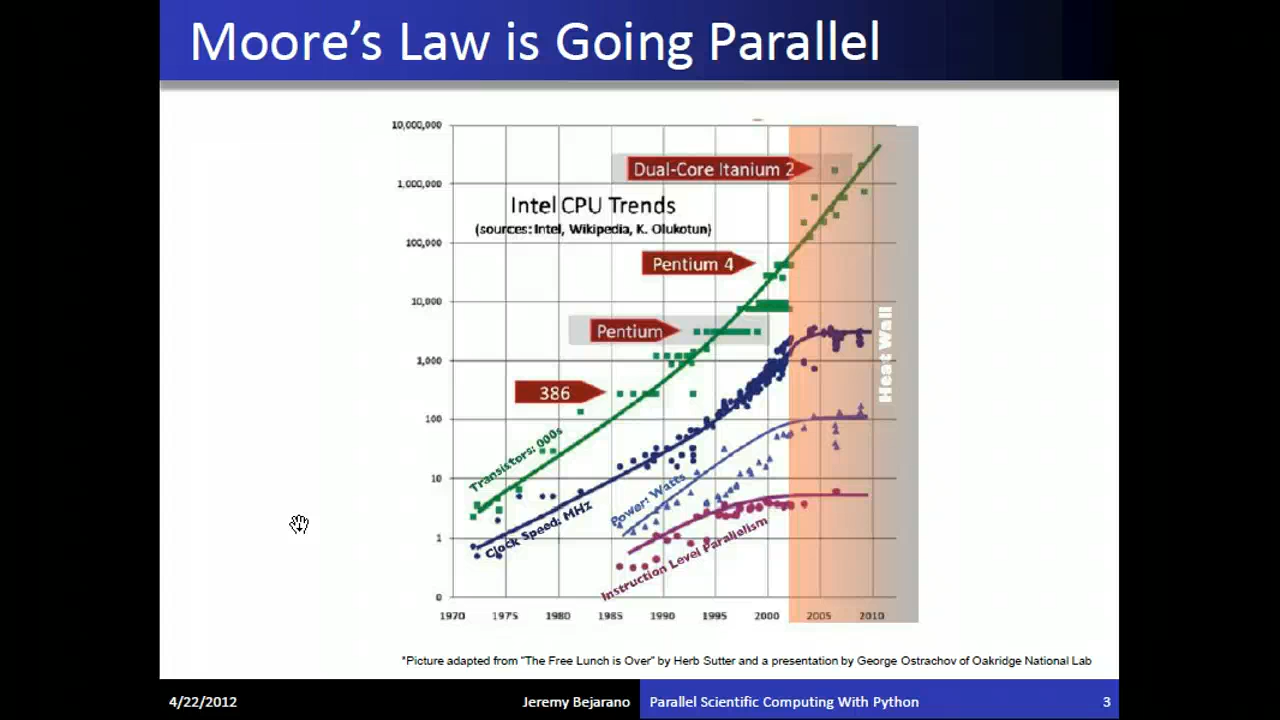 Moore's Law is Going Parallel
10,000,000
1,000,000
100,000
10,000
1,000
100
10
1
0
Dual-Core Itanium 2
Intel CPU Trends
(sources: Intel, Wikipedia, K. Olukotun)
Pentium 4
Pentium
386
Transistors: 000s
Clock Speed: MHz
Power: Watts
Instruction Level Parallelism
Heat Wall
1970 1975 1980 1985 1990 1995 2000 2005 2010
*Picture adapted from "The Free Lunch is Over" by Herb Sutter and a presentation by George Ostrachov of Oakridge National Lab
4/22/2012 Jeremy Bejarano Parallel Scientific Computing With Python 3